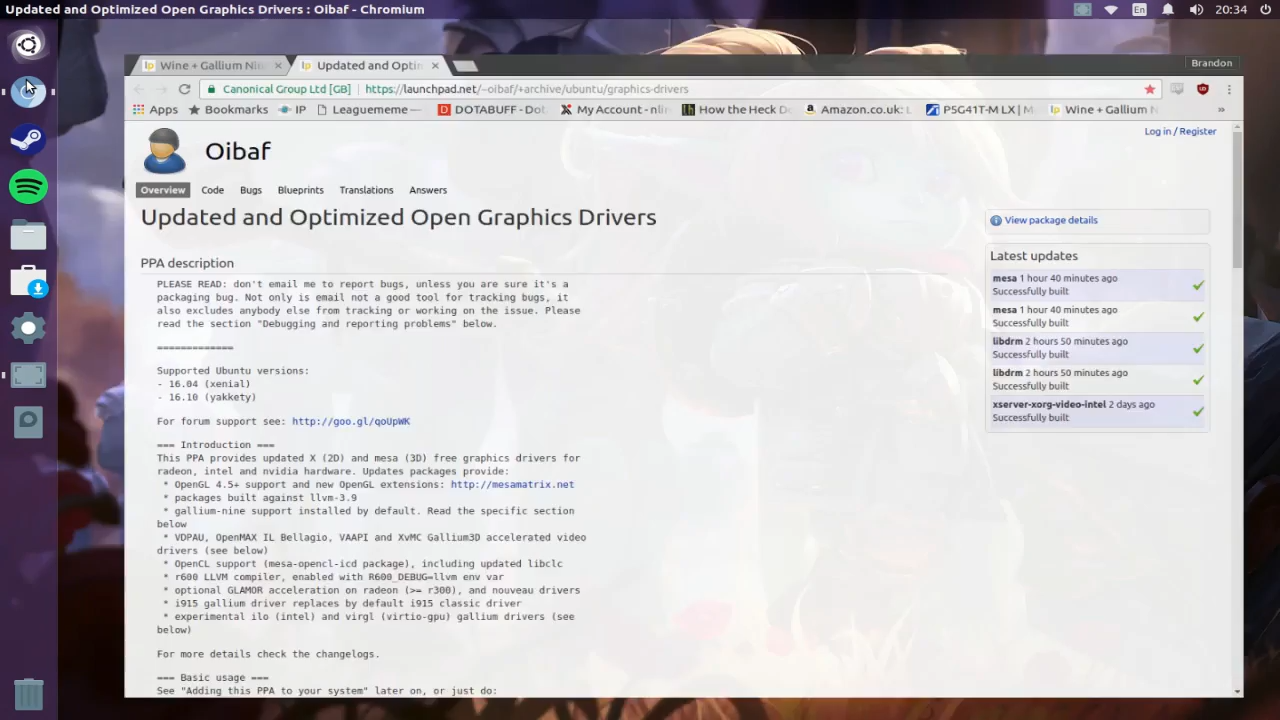 Updated and Optimized Open Graphics Drivers : Oibaf - Chromium
En
20:34
Wine + Gallium Ni
Updated and Opti
Brandon
Canonical Group Ltd [GB]
https://launchpad.net/~oibaf/+archive/ubuntu/graphics-drivers
Apps
Bookmarks
IP
Leaguememe -
DOTABUFF - Dot
My Account - nlin
How the Heck D
Amazon.co.uk: L
P5G41T-M LX | M
Wine + Gallium N
»
Log in / Register
Oibaf
Overview
Code
Bugs
Blueprints
Translations
Answers
Updated and Optimized Open Graphics Drivers
PPA description
PLEASE READ: don't email me to report bugs, unless you are sure it's a
packaging bug. Not only is email not a good tool for tracking bugs, it
also excludes anybody else from tracking or working on the issue. Please
read the section "Debugging and reporting problems" below.
=============
Supported Ubuntu versions:
- 16.04 (xenial)
- 16.10 (yakkety)
For forum support see: http://goo.gl/qoUpWK
=== Introduction ===
This PPA provides updated X (2D) and mesa (3D) free graphics drivers for
radeon, intel and nvidia hardware. Updates packages provide:
* OpenGL 4.5+ support and new OpenGL extensions: http://mesamatrix.net
* packages built against llvm-3.9
* gallium-nine support installed by default. Read the specific section
below
* VDPAU, OpenMAX IL Bellagio, VAAPI and XvMC Gallium3D accelerated video
drivers (see below)
* OpenCL support (mesa-opencl-icd package), including updated libclc
* r600 LLVM compiler, enabled with R600_DEBUG=llvm env var
* optional GLAMOR acceleration on radeon (>= r300), and nouveau drivers
* i915 gallium driver replaces by default i915 classic driver
* experimental ilo (intel) and virgl (virtio-gpu) gallium drivers (see
below)
For more details check the changelogs.
=== Basic usage ===
See "Adding this PPA to your system" later on, or just do:
View package details
Latest updates
mesa 1 hour 40 minutes ago
Successfully built
mesa 1 hour 40 minutes ago
Successfully built
libdrm 2 hours 50 minutes ago
Successfully built
libdrm 2 hours 50 minutes ago
Successfully built
xserver-xorg-video-intel 2 days ago
Successfully built